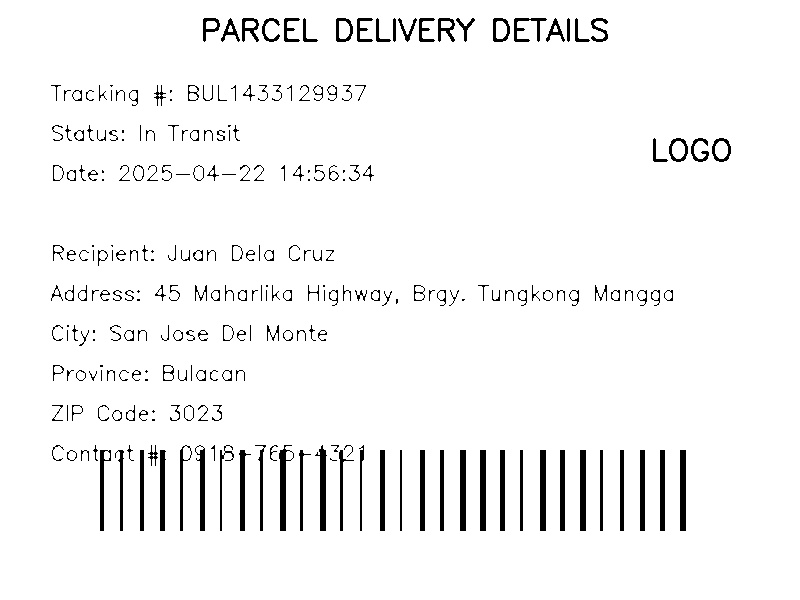 PARCEL DELIVERY DETAILS
Tracking #: BUL1433129937
Status: In Transit
LOGO
Date: 2025-04-22 14:56:34
Recipient: Juan Dela Cruz
Address: 45 Maharlika Highway, Brgy. Tungkong Mangga
City: San Jose Del Monte
Province: Bulacan
ZIP Code: 3023
Contact #: 0918-765-4321